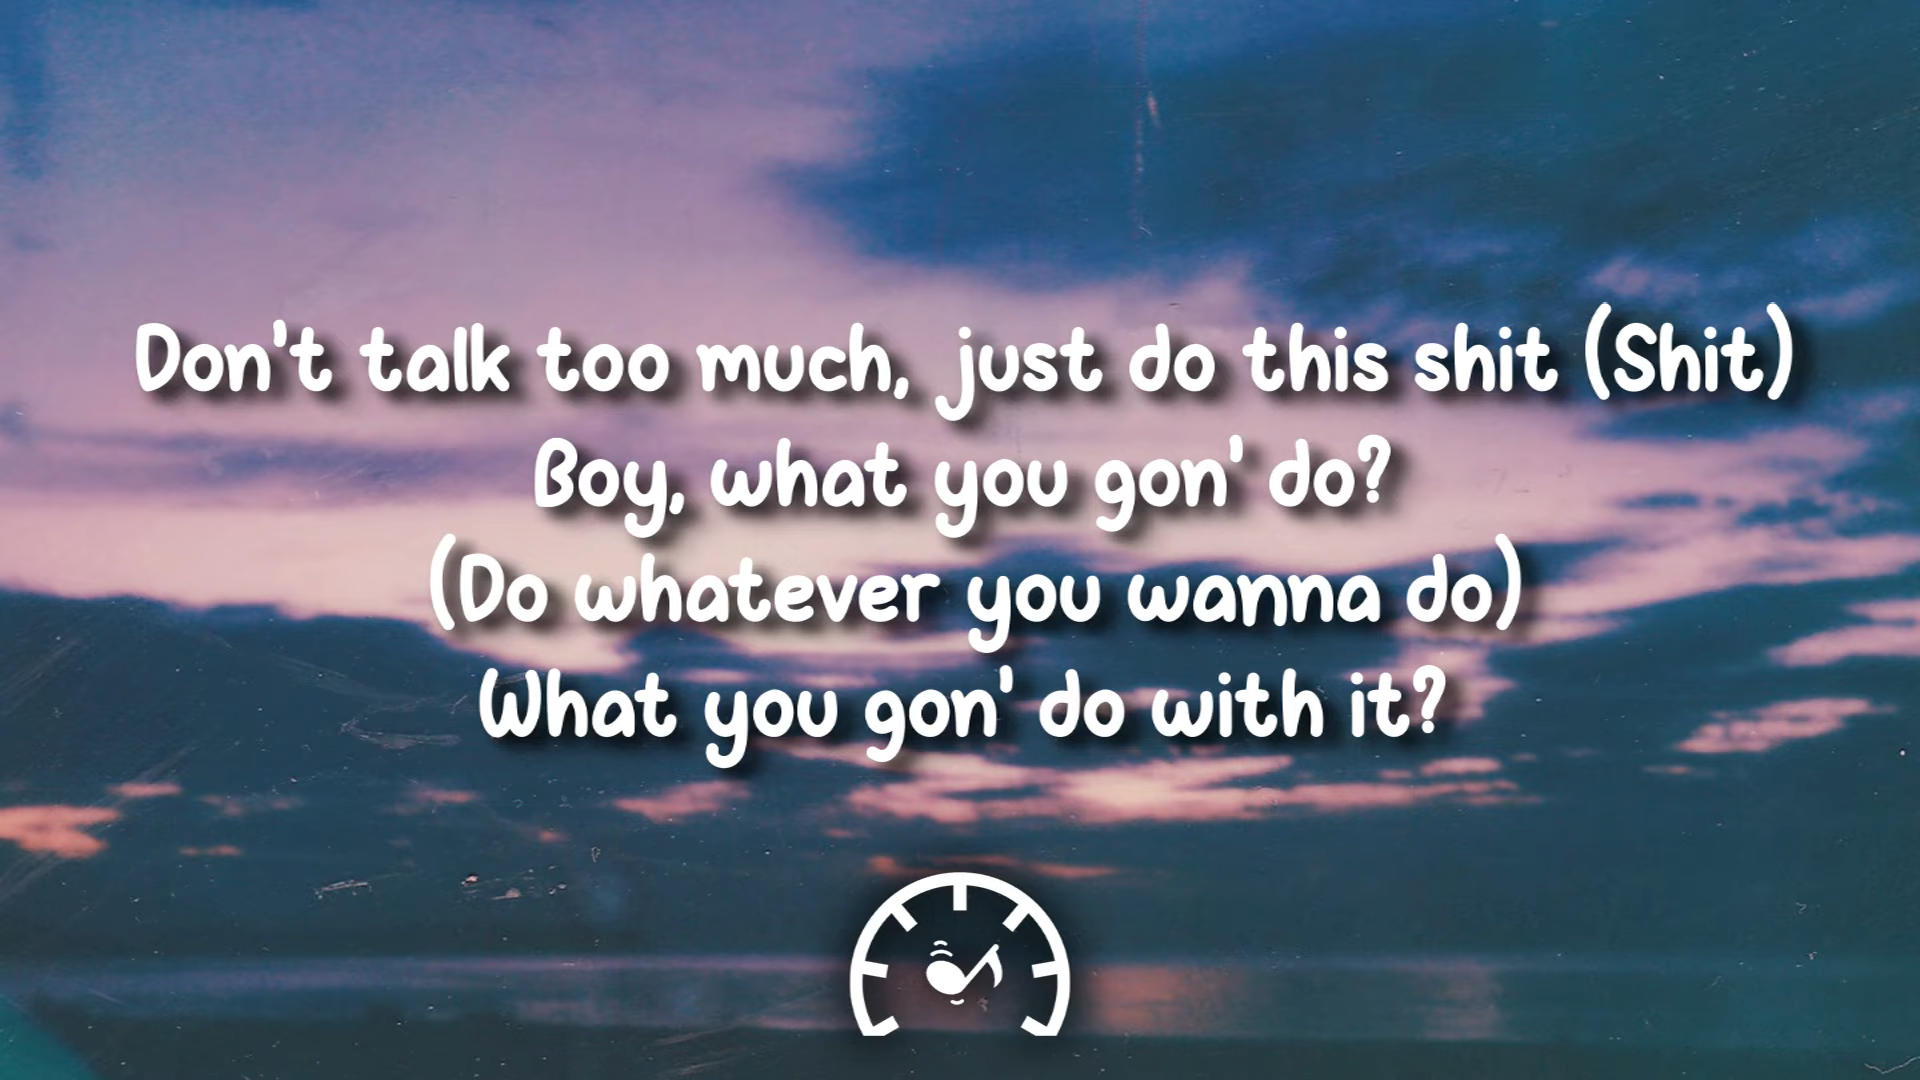 Don't talk too much, just do this shit (Shit)
Boy, what you gon' do?
(Do whatever you wanna do)
What you gon' do with it?